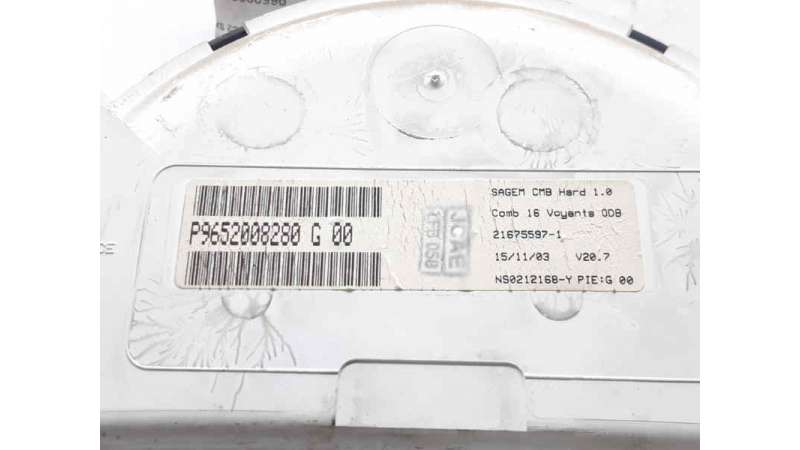 P9652008280 G 00
JCAE
SAGEM CMB Hard 1.0
Comb 16 Voyants ODB
21675597-1
15/11/03 V20.7
NS0212168-Y PIE:G 00